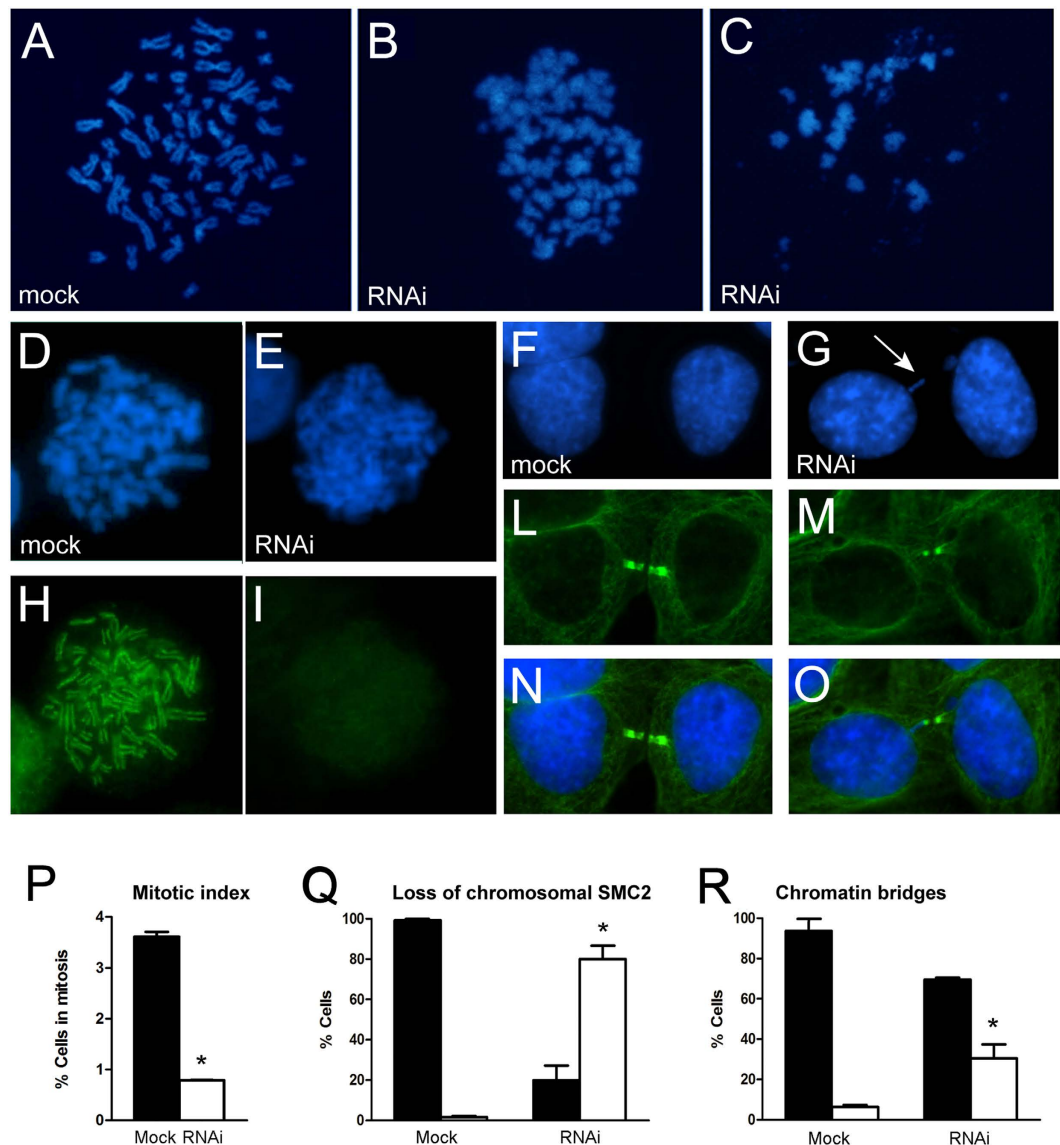 A
mock
B
RNAi
C
RNAi
D
mock
E
RNAi
F
mock
G
RNAi
H
I
L
M
N
O
P
Mitotic index
% Cells in mitosis
4
3
2
1
0
*
Mock RNAi
Q
Loss of chromosomal SMC2
% Cells
100
80
60
40
20
0
*
Mock
RNAi
R
Chromatin bridges
% Cells
100
80
60
40
20
0
*
Mock
RNAi